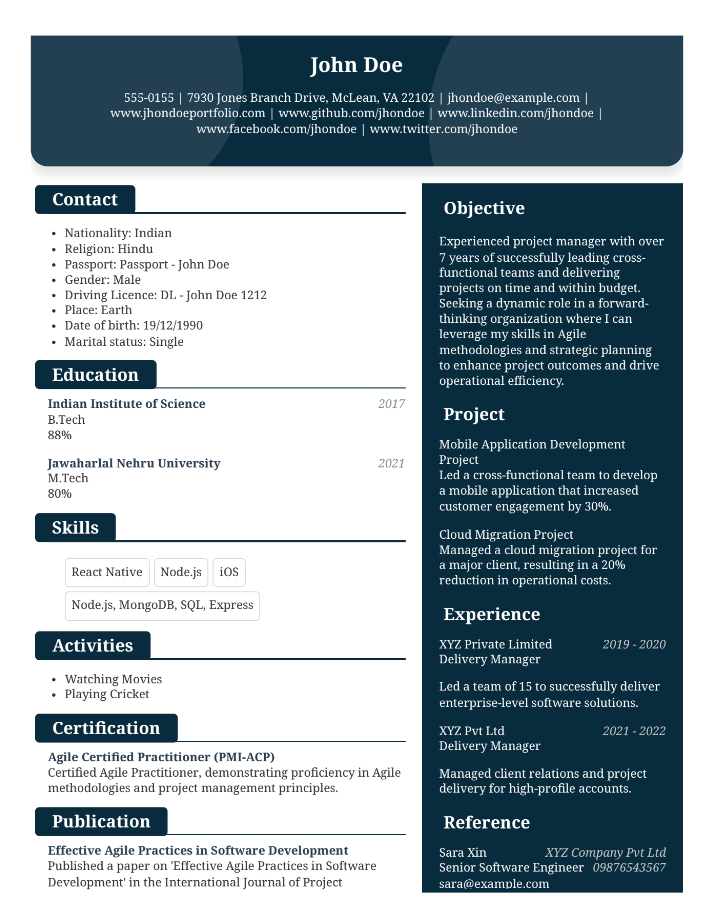 John Doe
555-0155 | 7930 Jones Branch Drive, McLean, VA 22102 | jhondoe@example.com |
www.jhondoeportfolio.com | www.github.com/jhondoe | www.linkedin.com/jhondoe |
www.facebook.com/jhondoe | www.twitter.com/jhondoe
Contact
• Nationality: Indian
• Religion: Hindu
• Passport: Passport - John Doe
• Gender: Male
• Driving Licence: DL - John Doe 1212
• Place: Earth
• Date of birth: 19/12/1990
• Marital status: Single
Education
Indian Institute of Science 2017
B.Tech
88%
Jawaharlal Nehru University 2021
M.Tech
80%
Skills
React Native Node.js iOS
Node.js, MongoDB, SQL, Express
Activities
• Watching Movies
• Playing Cricket
Certification
Agile Certified Practitioner (PMI-ACP)
Certified Agile Practitioner, demonstrating proficiency in Agile
methodologies and project management principles.
Publication
Effective Agile Practices in Software Development
Published a paper on 'Effective Agile Practices in Software
Development' in the International Journal of Project
Objective
Experienced project manager with over
7 years of successfully leading cross-
functional teams and delivering
projects on time and within budget.
Seeking a dynamic role in a forward-
thinking organization where I can
leverage my skills in Agile
methodologies and strategic planning
to enhance project outcomes and drive
operational efficiency.
Project
Mobile Application Development
Project
Led a cross-functional team to develop
a mobile application that increased
customer engagement by 30%.
Cloud Migration Project
Managed a cloud migration project for
a major client, resulting in a 20%
reduction in operational costs.
Experience
XYZ Private Limited 2019 - 2020
Delivery Manager
Led a team of 15 to successfully deliver
enterprise-level software solutions.
XYZ Pvt Ltd 2021 - 2022
Delivery Manager
Managed client relations and project
delivery for high-profile accounts.
Reference
Sara Xin XYZ Company Pvt Ltd
Senior Software Engineer 09876543567
sara@example.com